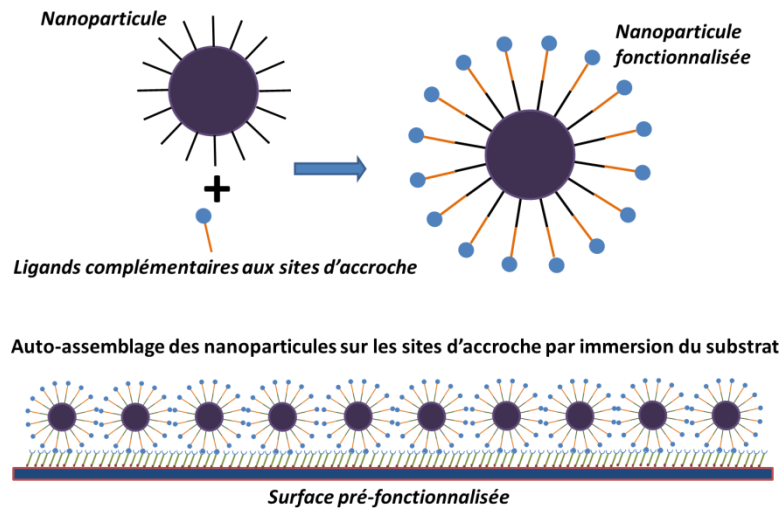 Nanoparticule
Nanoparticule
fonctionnalisée
+
Ligands complémentaires aux sites d'accroche
Auto-assemblage des nanoparticules sur les sites d'accroche par immersion du substrat
Surface pré-fonctionnalisée